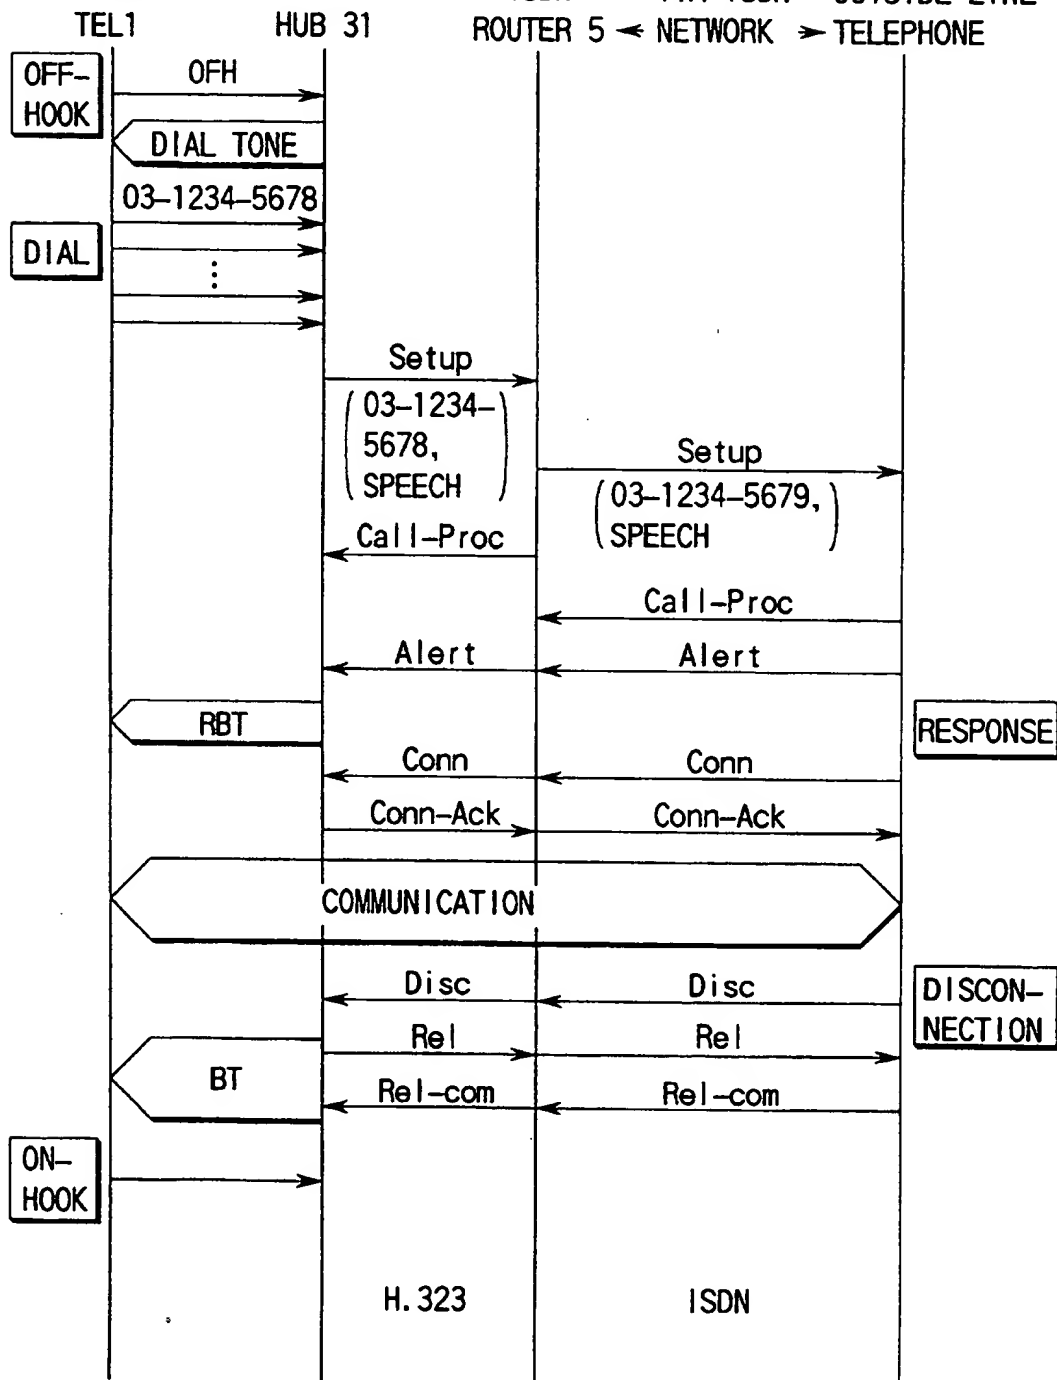 TEL1 HUB 31 ROUTER 5 NETWORK TELEPHONE
OFF-
HOOK
OFH
DIAL TONE
03-1234-5678
DIAL
Setup
(03-1234-
5678,
SPEECH)
Setup
(03-1234-5679,
SPEECH)
Call-Proc
Call-Proc
Alert Alert
RBT
RESPONSE
Conn Conn
Conn-Ack Conn-Ack
COMMUNICATION
Disc Disc
DISCON-
NECTION
Rel Rel
BT
Rel-com Rel-com
ON-
HOOK
H.323 ISDN